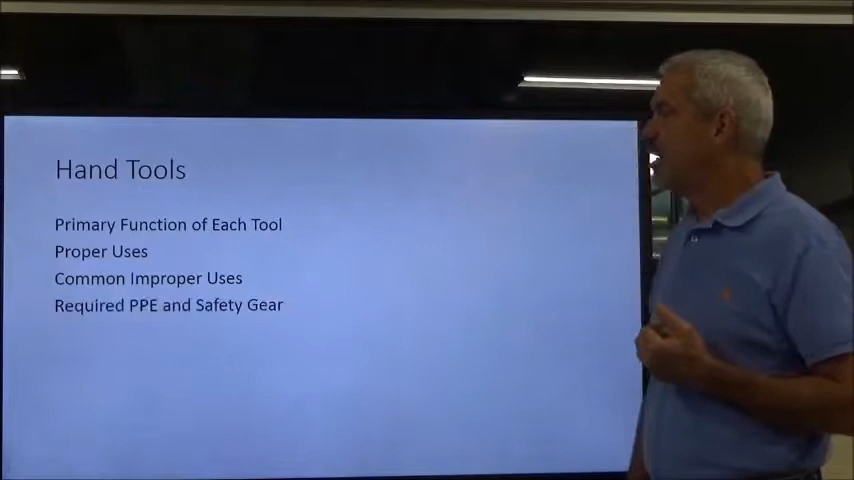 Hand Tools
Primary Function of Each Tool
Proper Uses
Common Improper Uses
Required PPE and Safety Gear